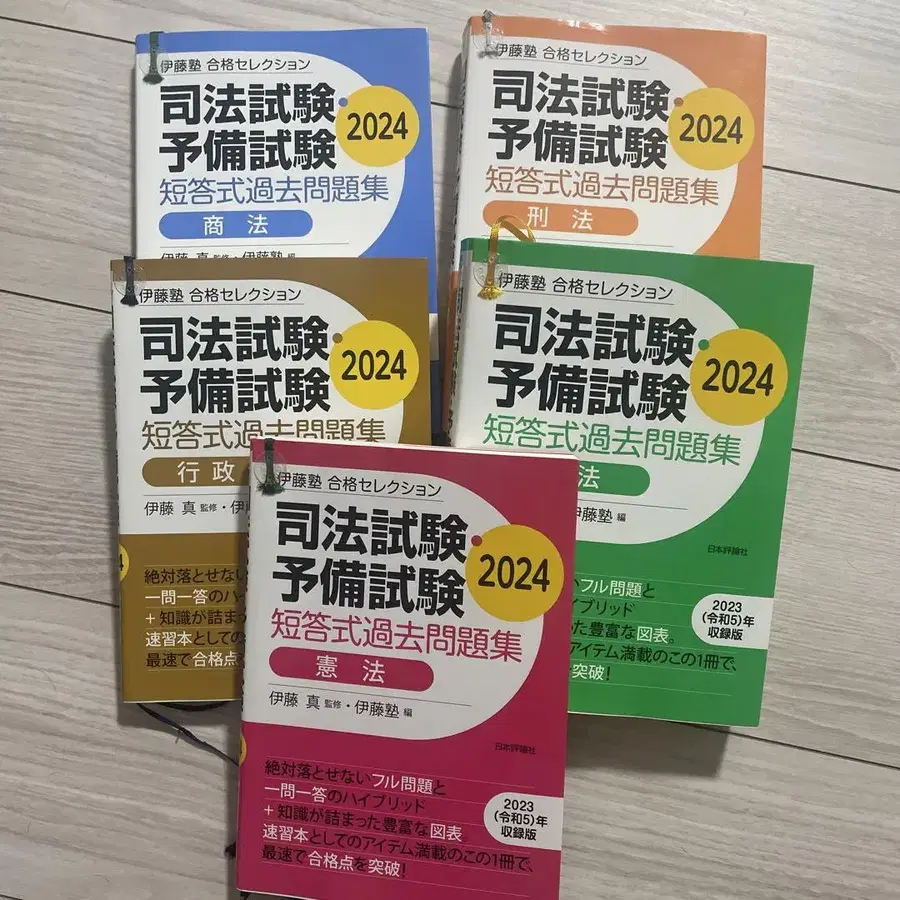 伊藤塾 合格セレクション
司法試験・
予備試験
2024
短答式過去問題集
商法
伊藤 真 監修・伊藤塾 編
伊藤塾 合格セレクション
司法試験・
予備試験
2024
短答式過去問題集
刑法
伊藤塾 合格セレクション
司法試験・
予備試験
2024
短答式過去問題集
行政
伊藤 真 監修・伊
絶対落とせない
一問一答のハ
+知識が詰まっ
速習本としての
最速で合格点
伊藤塾 合格セレクション
司法試験・
予備試験
2024
短答式過去問題集
法
伊藤塾 編
日本評論社
フル問題と
イブリッド
た豊富な図表。
アイテム満載のこの1冊で、
突破!
2023
(令和5)年
収録版
伊藤塾 合格セレクション
司法試験・
予備試験
2024
短答式過去問題集
憲法
伊藤 真 監修・伊藤塾 編
日本評論社
絶対落とせないフル問題と
一問一答のハイブリッド
+知識が詰まった豊富な図表。
速習本としてのアイテム満載のこの1冊で、
最速で合格点を突破!
2023
(令和5)年
収録版